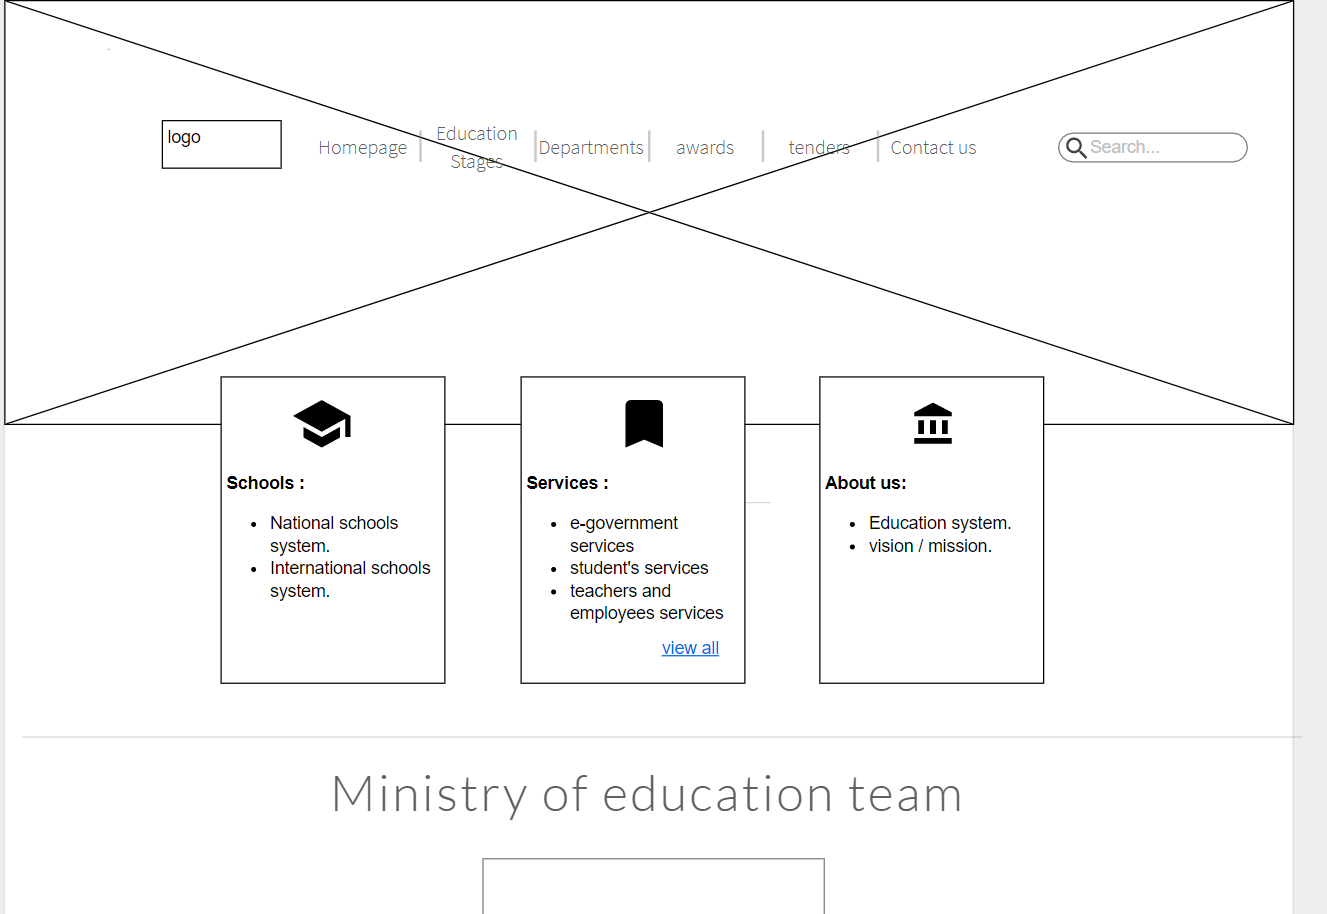 logo
Homepage
Education
Stages
Departments
awards
tenders
Contact us
Search...
Schools :
National schools
system.
International schools
system.
Services :
e-government
services
student's services
teachers and
employees services
view all
About us:
Education system.
vision / mission.
Ministry of education team